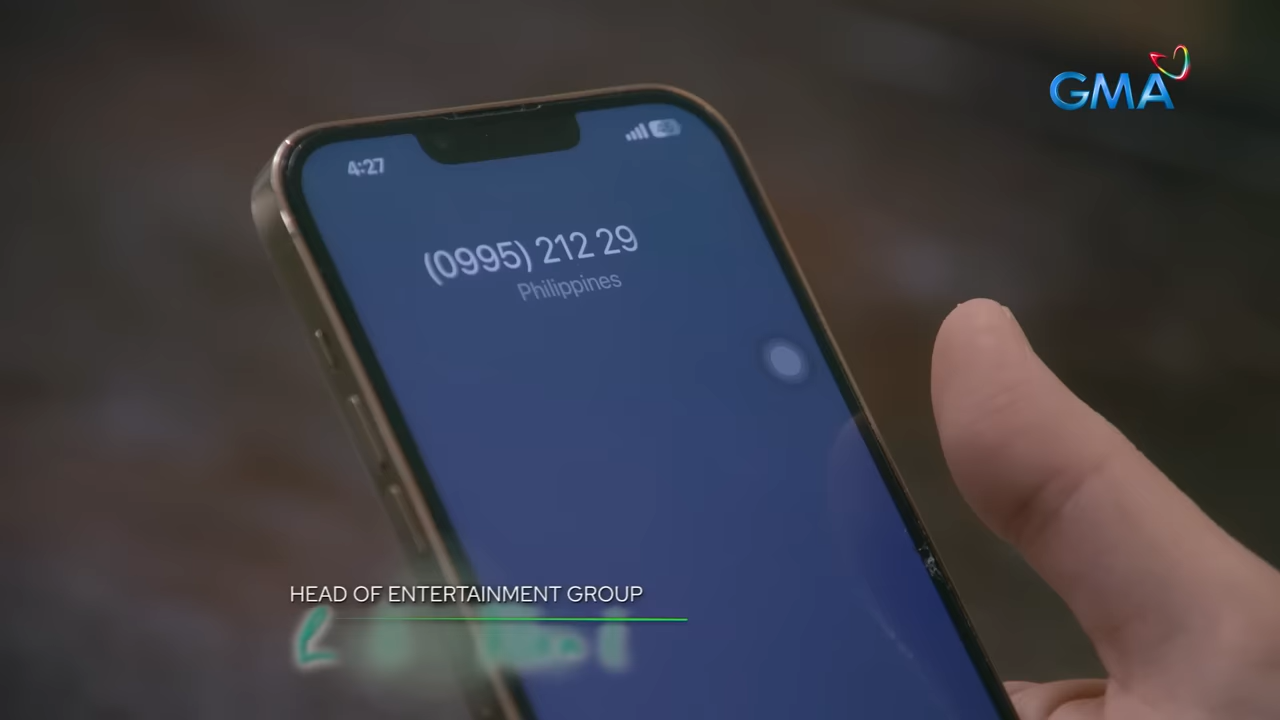 GMA
4:27
(0995) 212 29
Philippines
HEAD OF ENTERTAINMENT GROUP